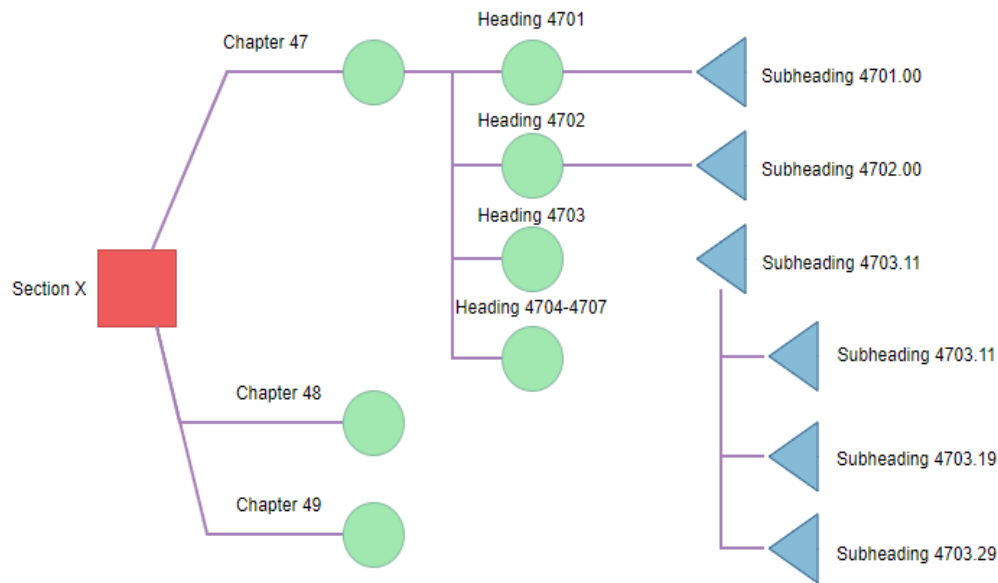 Heading 4701
Chapter 47
Subheading 4701.00
Heading 4702
Subheading 4702.00
Heading 4703
Subheading 4703.11
Section X
Heading 4704-4707
Subheading 4703.11
Chapter 48
Subheading 4703.19
Chapter 49
Subheading 4703.29